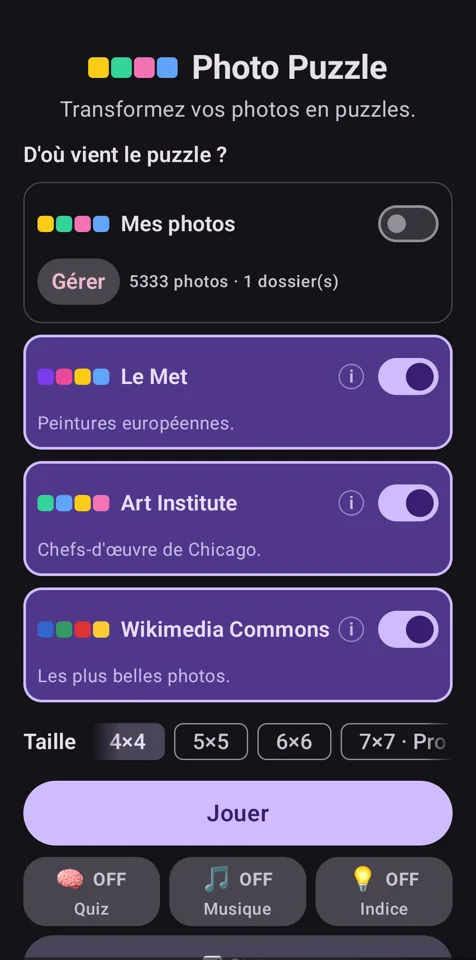 Photo Puzzle
Transformez vos photos en puzzles.
D'où vient le puzzle ?
Mes photos
Gérer 5333 photos · 1 dossier(s)
Le Met i
Peintures européennes.
Art Institute i
Chefs-d'œuvre de Chicago.
Wikimedia Commons i
Les plus belles photos.
Taille 4×4 5×5 6×6 7×7 · Pro
Jouer
OFF OFF OFF
Quiz Musique Indice